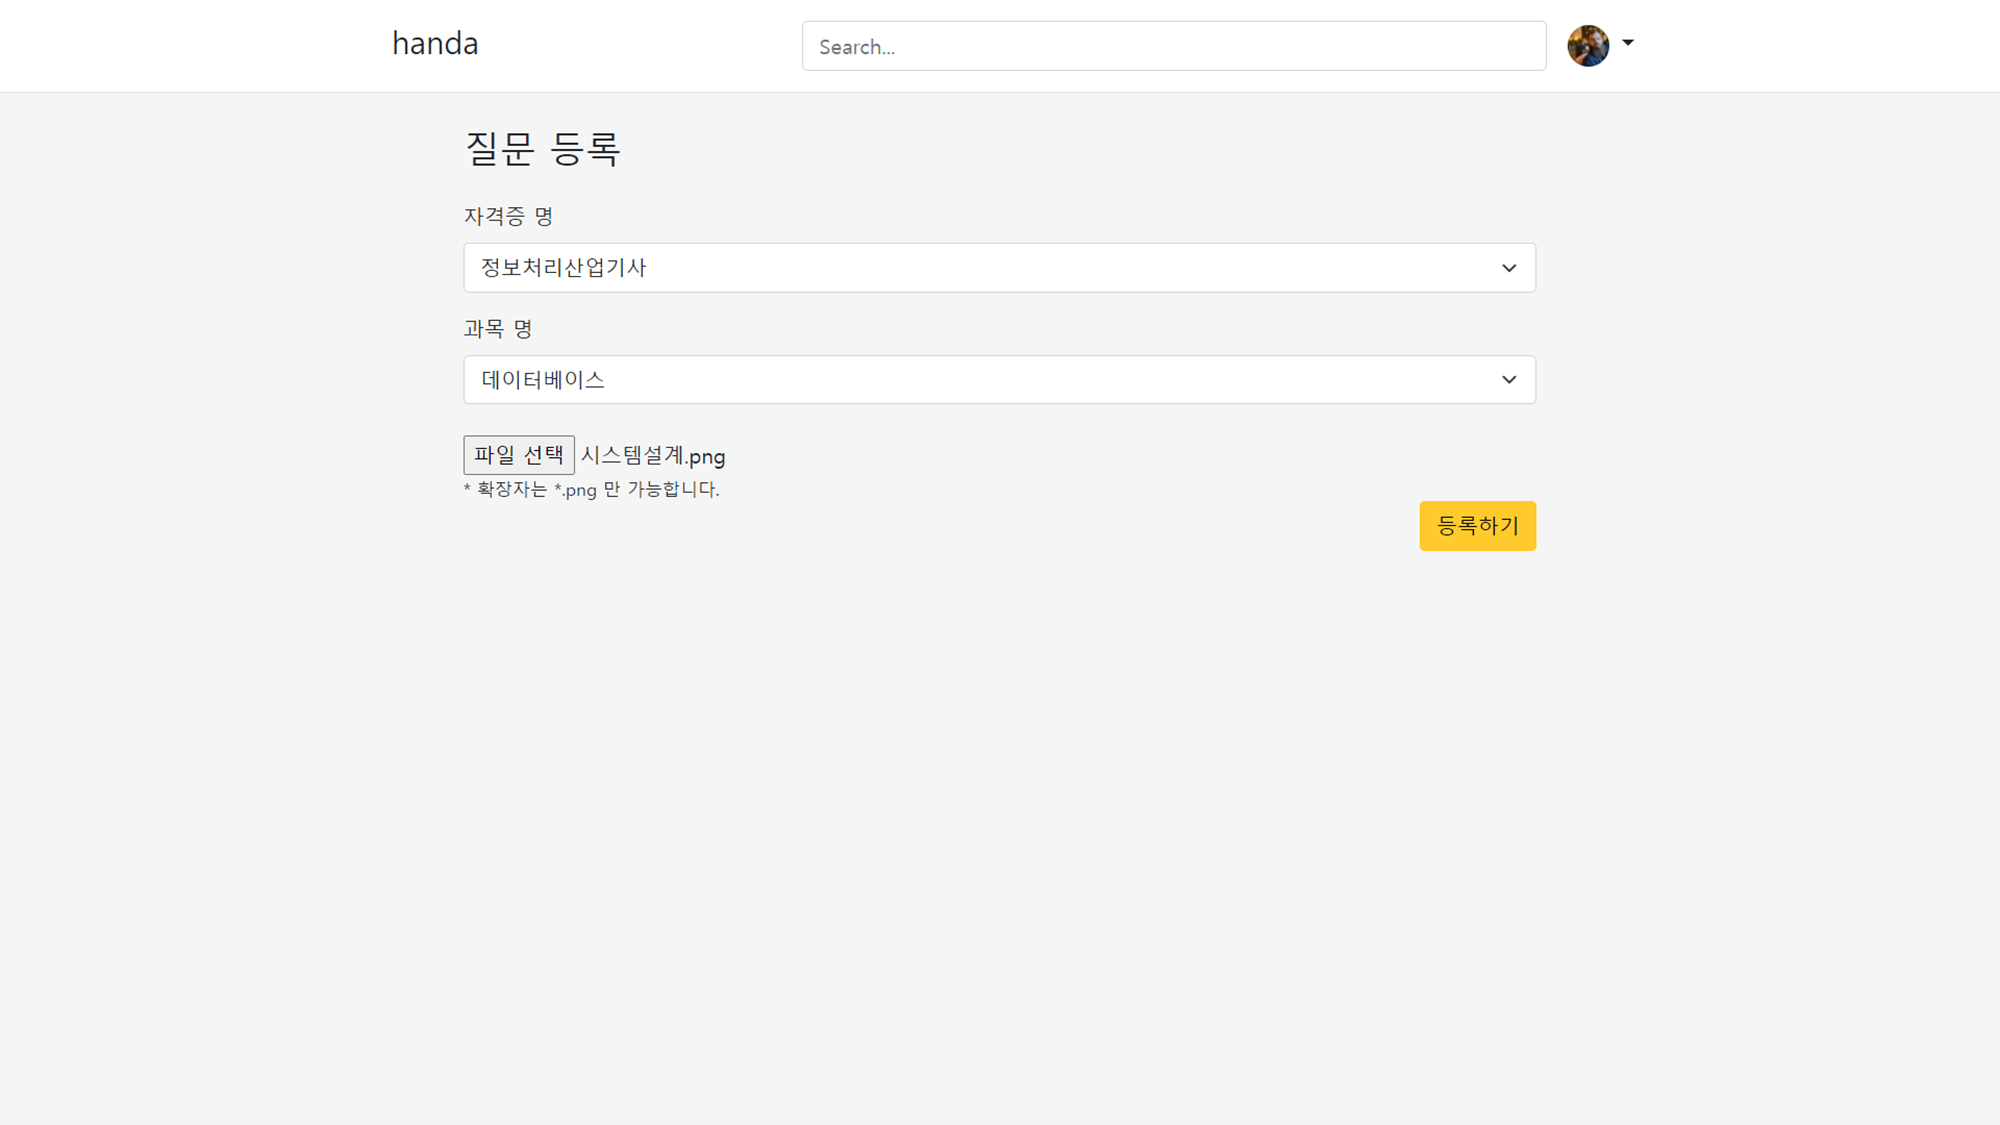 handa
Search...
질문 등록
자격증 명
정보처리산업기사
과목 명
데이터베이스
파일 선택 시스템설계.png
* 확장자는 *.png 만 가능합니다.
등록하기